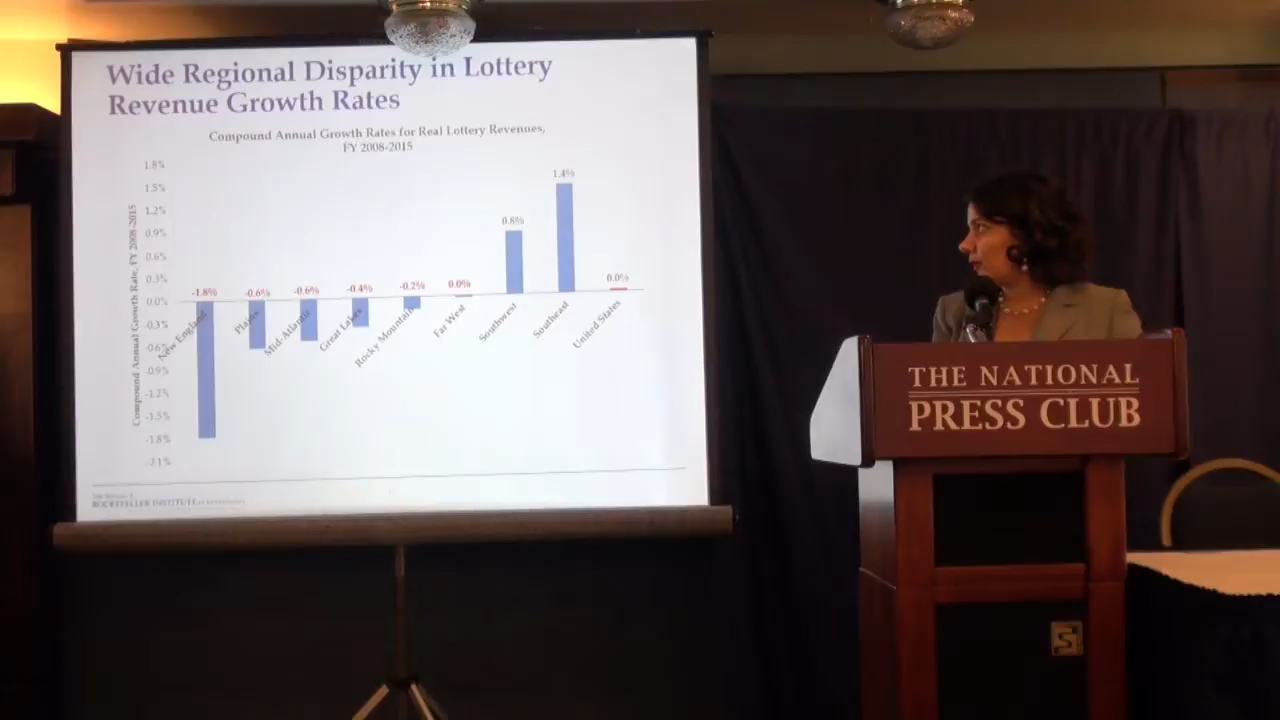 Wide Regional Disparity in Lottery
Revenue Growth Rates
Compound Annual Growth Rates for Real Lottery Revenues,
FY 2008-2015
Compound Annual Growth Rate, FY 2008-2015
1.8%
1.5%
1.2%
0.9%
0.6%
0.3%
0.0%
-0.3%
-0.6%
-0.9%
-1.2%
-1.5%
-1.8%
-2.1%
-1.8%
-0.6%
-0.6%
-0.4%
-0.2%
0.0%
0.8%
1.4%
0.0%
New England
Plains
Mid-Atlantic
Great Lakes
Rocky Mountain
Far West
Southwest
Southeast
United States
ROCKEFELLER INSTITUTE
THE NATIONAL
PRESS CLUB